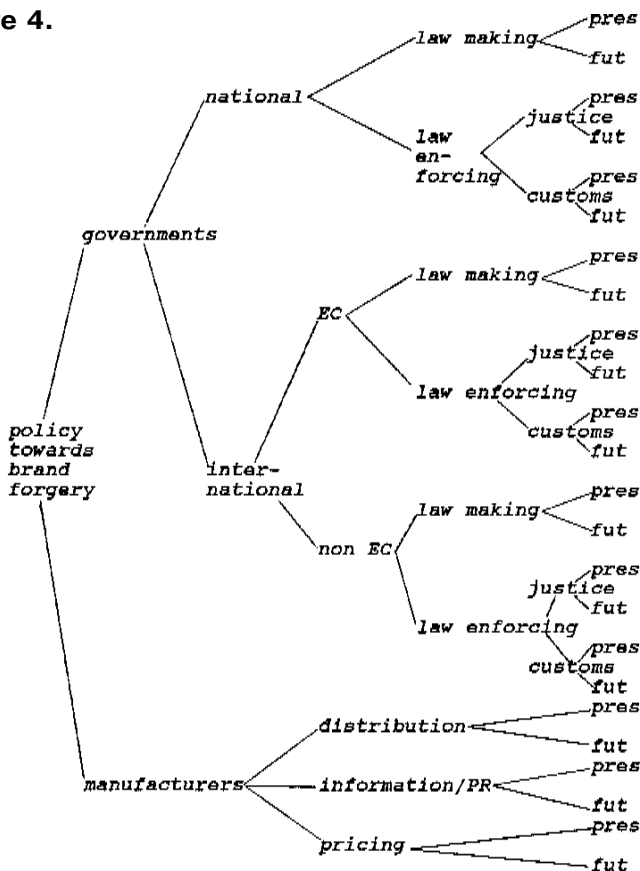 e 4.
pres
law making
fut
national
pres
justice
law
fut
en-
forcing
pres
customs
fut
governments
pres
law making
fut
EC
pres
justice
fut
law enforcing
pres
customs
fut
policy
towards
brand
forgery
inter-
national
pres
law making
fut
non EC
pres
justice
fut
law enforcing
pres
customs
fut
pres
distribution
fut
pres
manufacturers
information/PR
fut
pres
pricing
fut